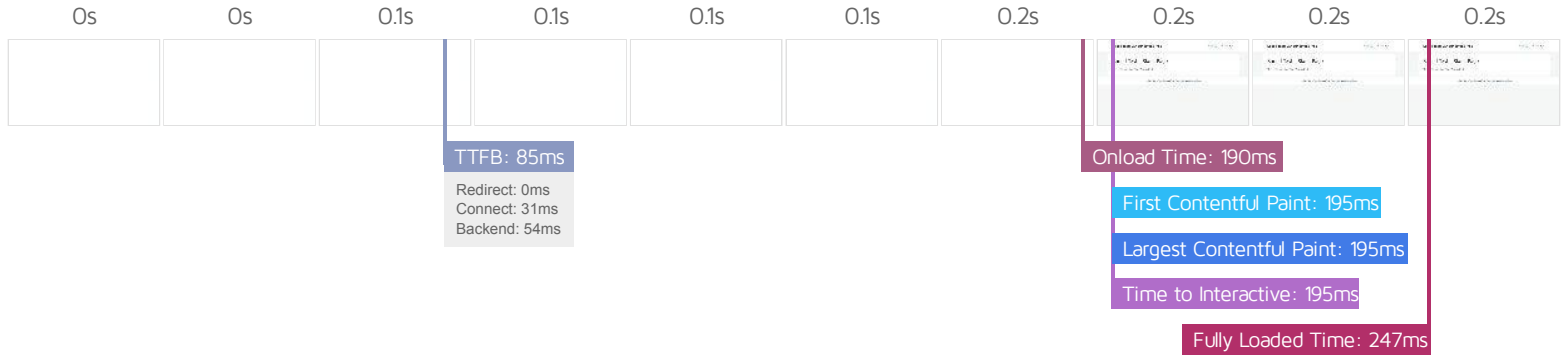 0s 0s 0.1s 0.1s 0.1s 0.1s 0.2s 0.2s 0.2s 0.2s
TTFB: 85ms
Redirect: 0ms
Connect: 31ms
Backend: 54ms
Onload Time: 190ms
First Contentful Paint: 195ms
Largest Contentful Paint: 195ms
Time to Interactive: 195ms
Fully Loaded Time: 247ms